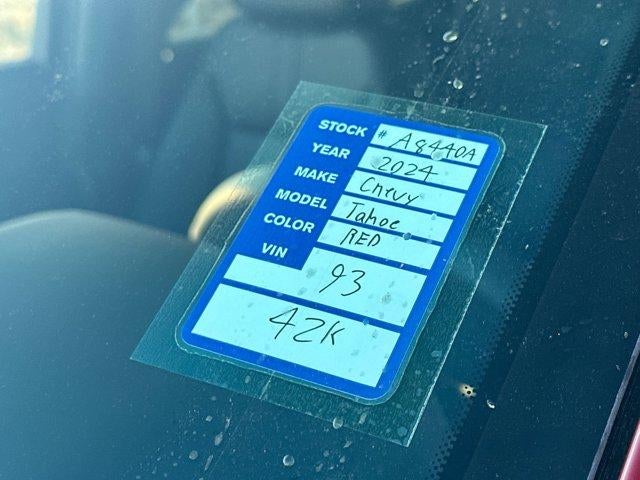 STOCK # A8440A
YEAR 2024
MAKE Chevy
MODEL Tahoe
COLOR RED
VIN 93
42K